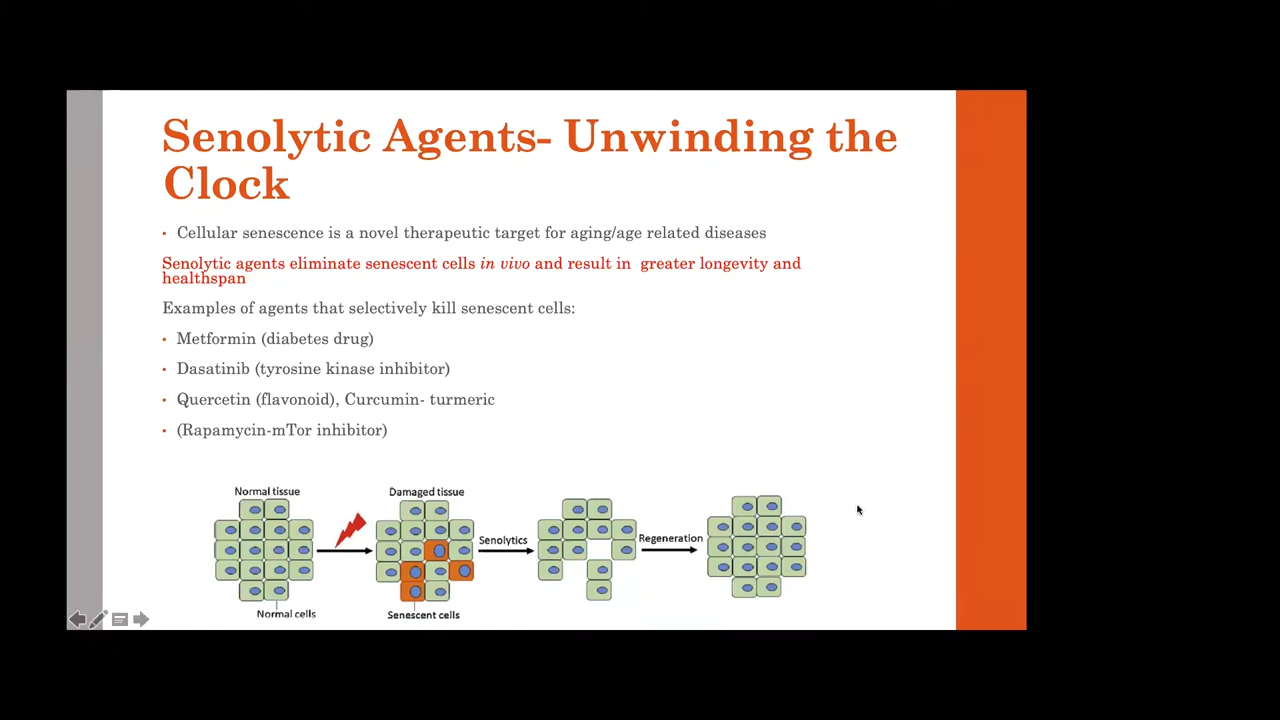 Senolytic Agents- Unwinding the
Clock
• Cellular senescence is a novel therapeutic target for aging/age related diseases
Senolytic agents eliminate senescent cells in vivo and result in greater longevity and
healthspan
Examples of agents that selectively kill senescent cells:
• Metformin (diabetes drug)
• Dasatinib (tyrosine kinase inhibitor)
• Quercetin (flavonoid), Curcumin- turmeric
• (Rapamycin-mTor inhibitor)
Normal tissue
Damaged tissue
Senolytics
Regeneration
Normal cells
Senescent cells